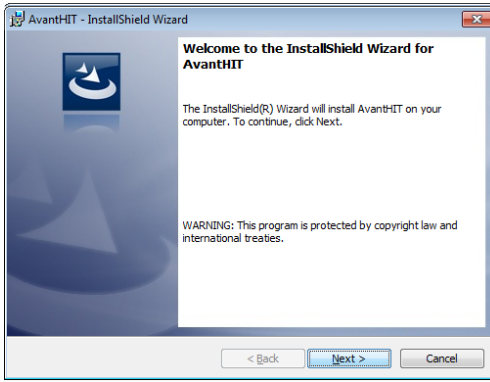 AvantHIT - InstallShield Wizard
Welcome to the InstallShield Wizard for
AvantHIT
The InstallShield(R) Wizard will install AvantHIT on your
computer. To continue, click Next.
WARNING: This program is protected by copyright law and
international treaties.
< Back
Next >
Cancel